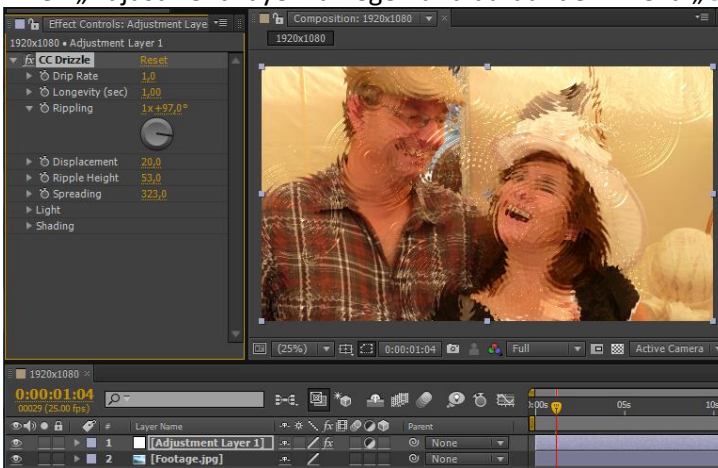 Effect Controls: Adjustment Laye
1920x1080 • Adjustment Layer 1
fx CC Drizzle Reset
Drip Rate 1,0
Longevity (sec) 1,00
Rippling 1x+97,0°
Displacement 20,0
Ripple Height 53,0
Spreading 323,0
Light
Shading
Composition: 1920x1080
1920x1080
(25%) 0:00:01:04 Full Active Camera
1920x1080
0:00:01:04
00029 (25.00 fps)
:00s 05s 10s
# Layer Name Parent
1 [Adjustment Layer 1] fx None
2 [Footage.jpg] None